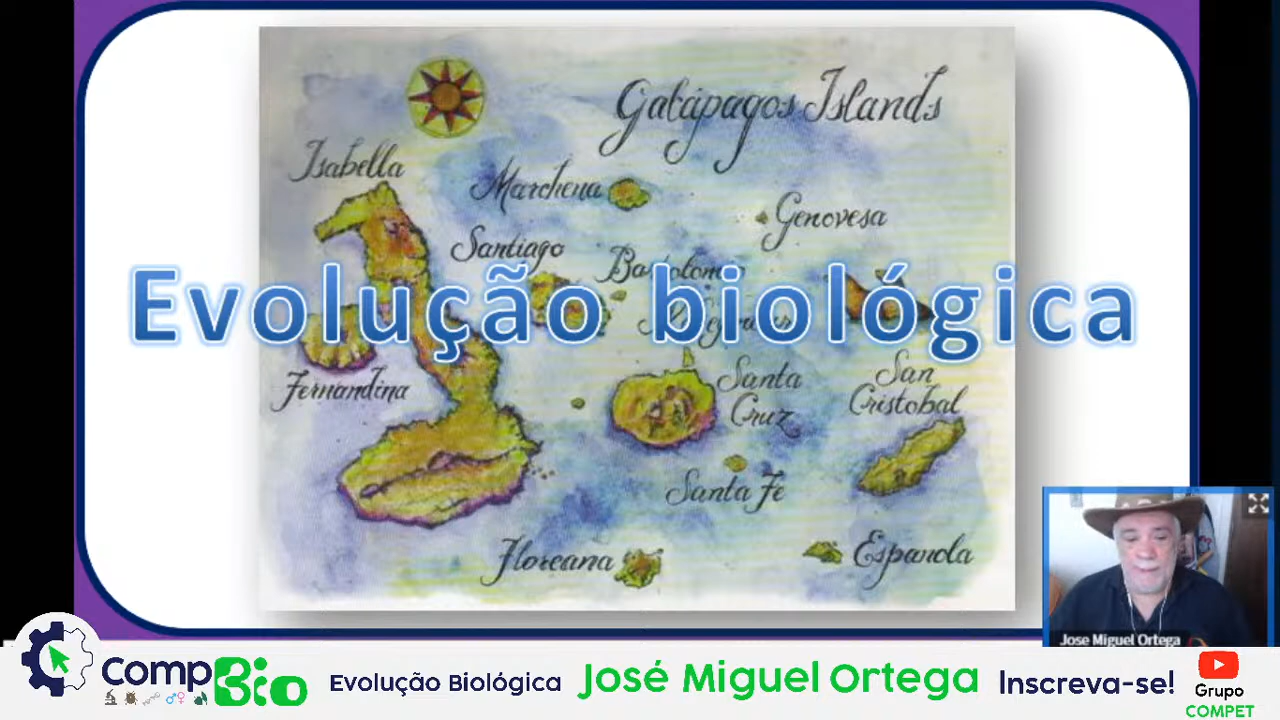 Galápagos Islands
Isabella
Marchena
Genovesa
Santiago
Evolução biológica
Fernandina
Santa
Cruz
San
Cristobal
Santa Fe
Floreana
Espanola
Jose Miguel Ortega
CompBio
Evolução Biológica
José Miguel Ortega
Inscreva-se!
Grupo
COMPET